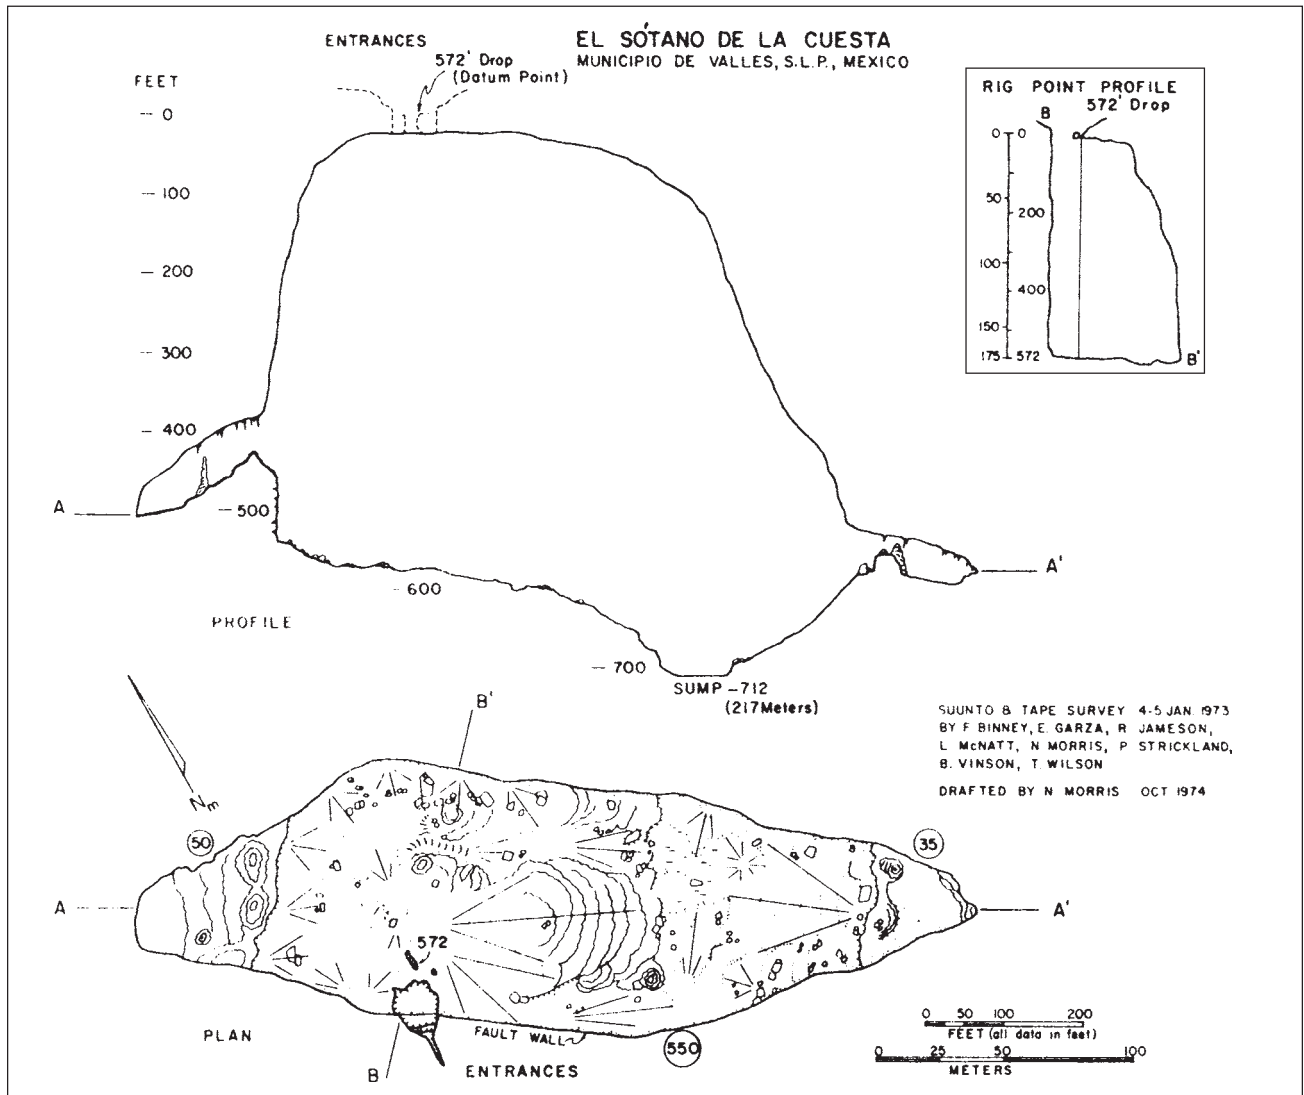 EL SÓTANO DE LA CUESTA
MUNICIPIO DE VALLES, S.L.P., MEXICO
ENTRANCES
572' Drop
(Datum Point)
FEET
0
100
200
300
400
500
600
700
A
A'
PROFILE
SUMP -712
(217 Meters)
RIG POINT PROFILE
572' Drop
B
0 0
50
200
100
400
150
175 572
B'
SUUNTO & TAPE SURVEY 4-5 JAN. 1973
BY F BINNEY, E. GARZA, R JAMESON,
L McNATT, N MORRIS, P STRICKLAND,
B. VINSON, T. WILSON
DRAFTED BY N MORRIS OCT 1974
B'
Nm
50
35
A
A'
572
PLAN
FAULT WALL
550
B
ENTRANCES
0 50 100 200
FEET (all data in feet)
0 25 50 100
METERS